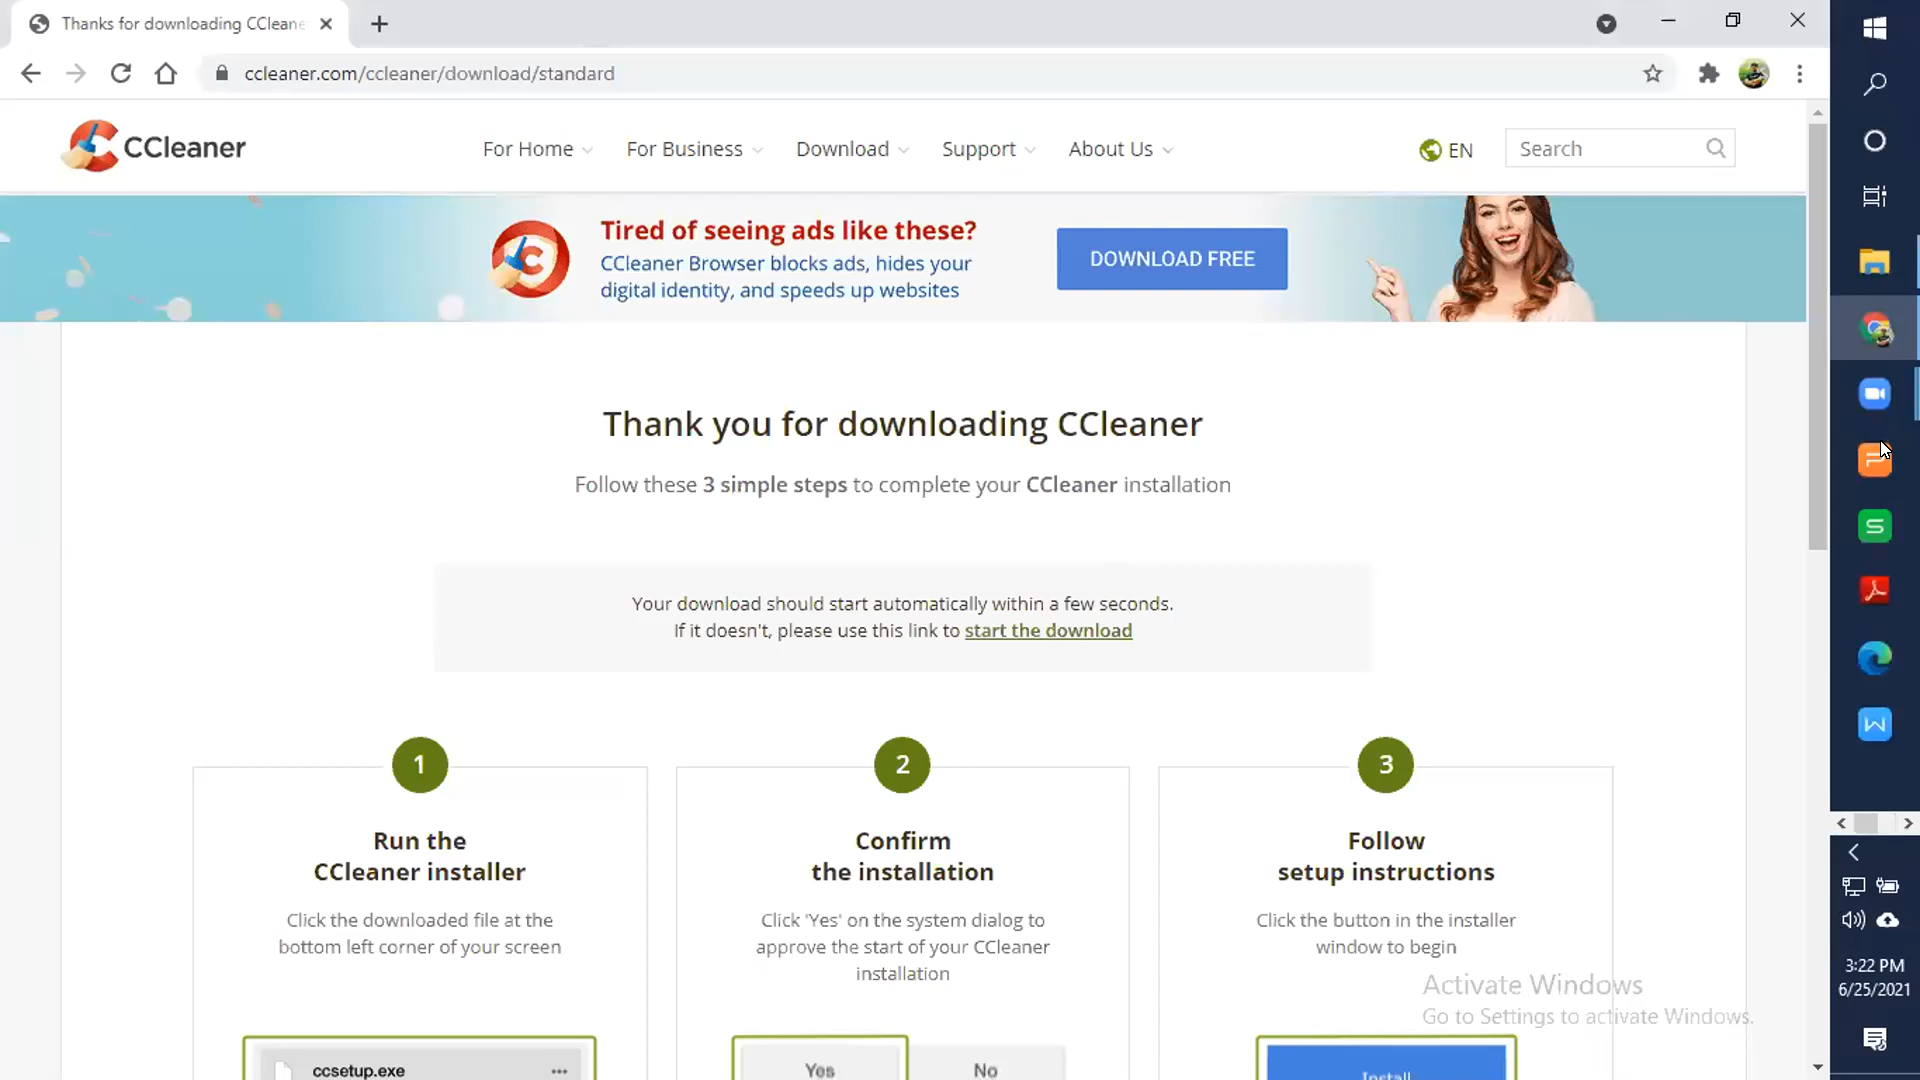 Thanks for downloading CCleane
ccleaner.com/ccleaner/download/standard
CCleaner
For Home
For Business
Download
Support
About Us
EN
Search
Tired of seeing ads like these?
CCleaner Browser blocks ads, hides your
digital identity, and speeds up websites
DOWNLOAD FREE
Thank you for downloading CCleaner
Follow these 3 simple steps to complete your CCleaner installation
Your download should start automatically within a few seconds.
If it doesn't, please use this link to start the download
1
Run the
CCleaner installer
Click the downloaded file at the
bottom left corner of your screen
ccsetup.exe
2
Confirm
the installation
Click 'Yes' on the system dialog to
approve the start of your CCleaner
installation
Yes
No
3
Follow
setup instructions
Click the button in the installer
window to begin
Install
Activate Windows
Go to Settings to activate Windows.
3:22 PM
6/25/2021